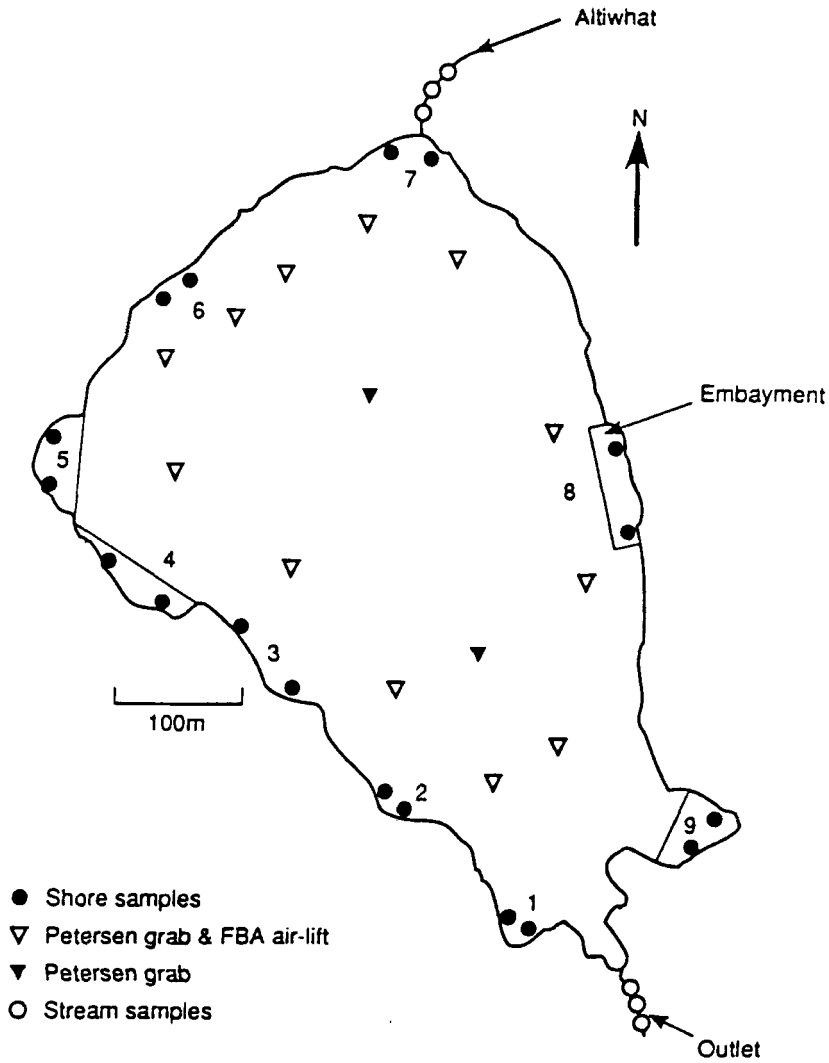 Altiwhat
N
7
6
Embayment
5
8
4
3
100m
2
9
1
Shore samples
Petersen grab & FBA air-lift
Petersen grab
Stream samples
Outlet